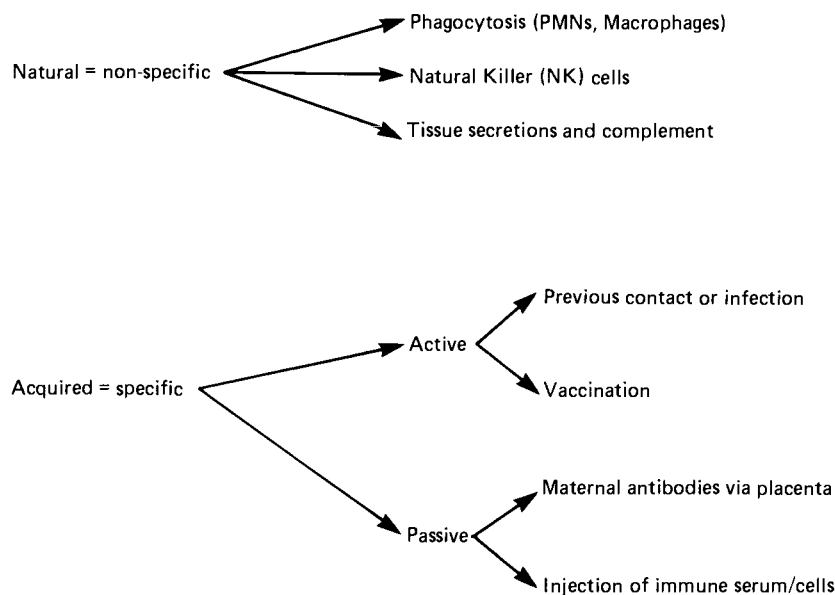 Phagocytosis (PMNs, Macrophages)
Natural = non-specific
Natural Killer (NK) cells
Tissue secretions and complement
Previous contact or infection
Active
Acquired = specific
Vaccination
Maternal antibodies via placenta
Passive
Injection of immune serum/cells